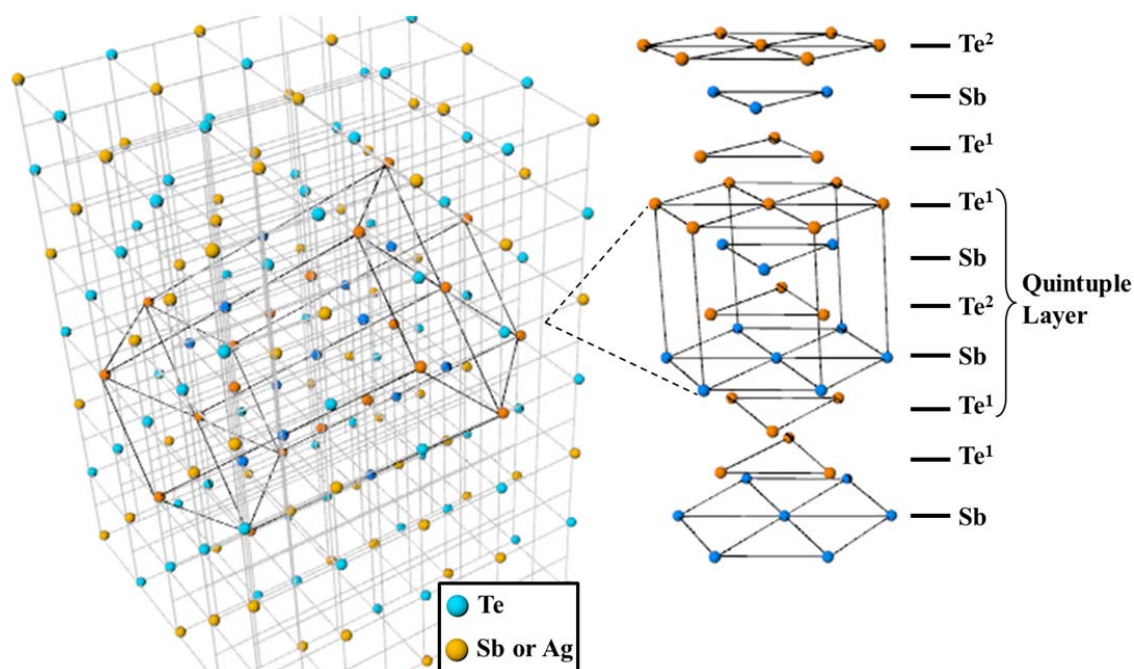 Te²
Sb
Te¹
Te¹
Sb
Te²
Sb
Te¹
Te¹
Sb
Quintuple
Layer
Te
Sb or Ag